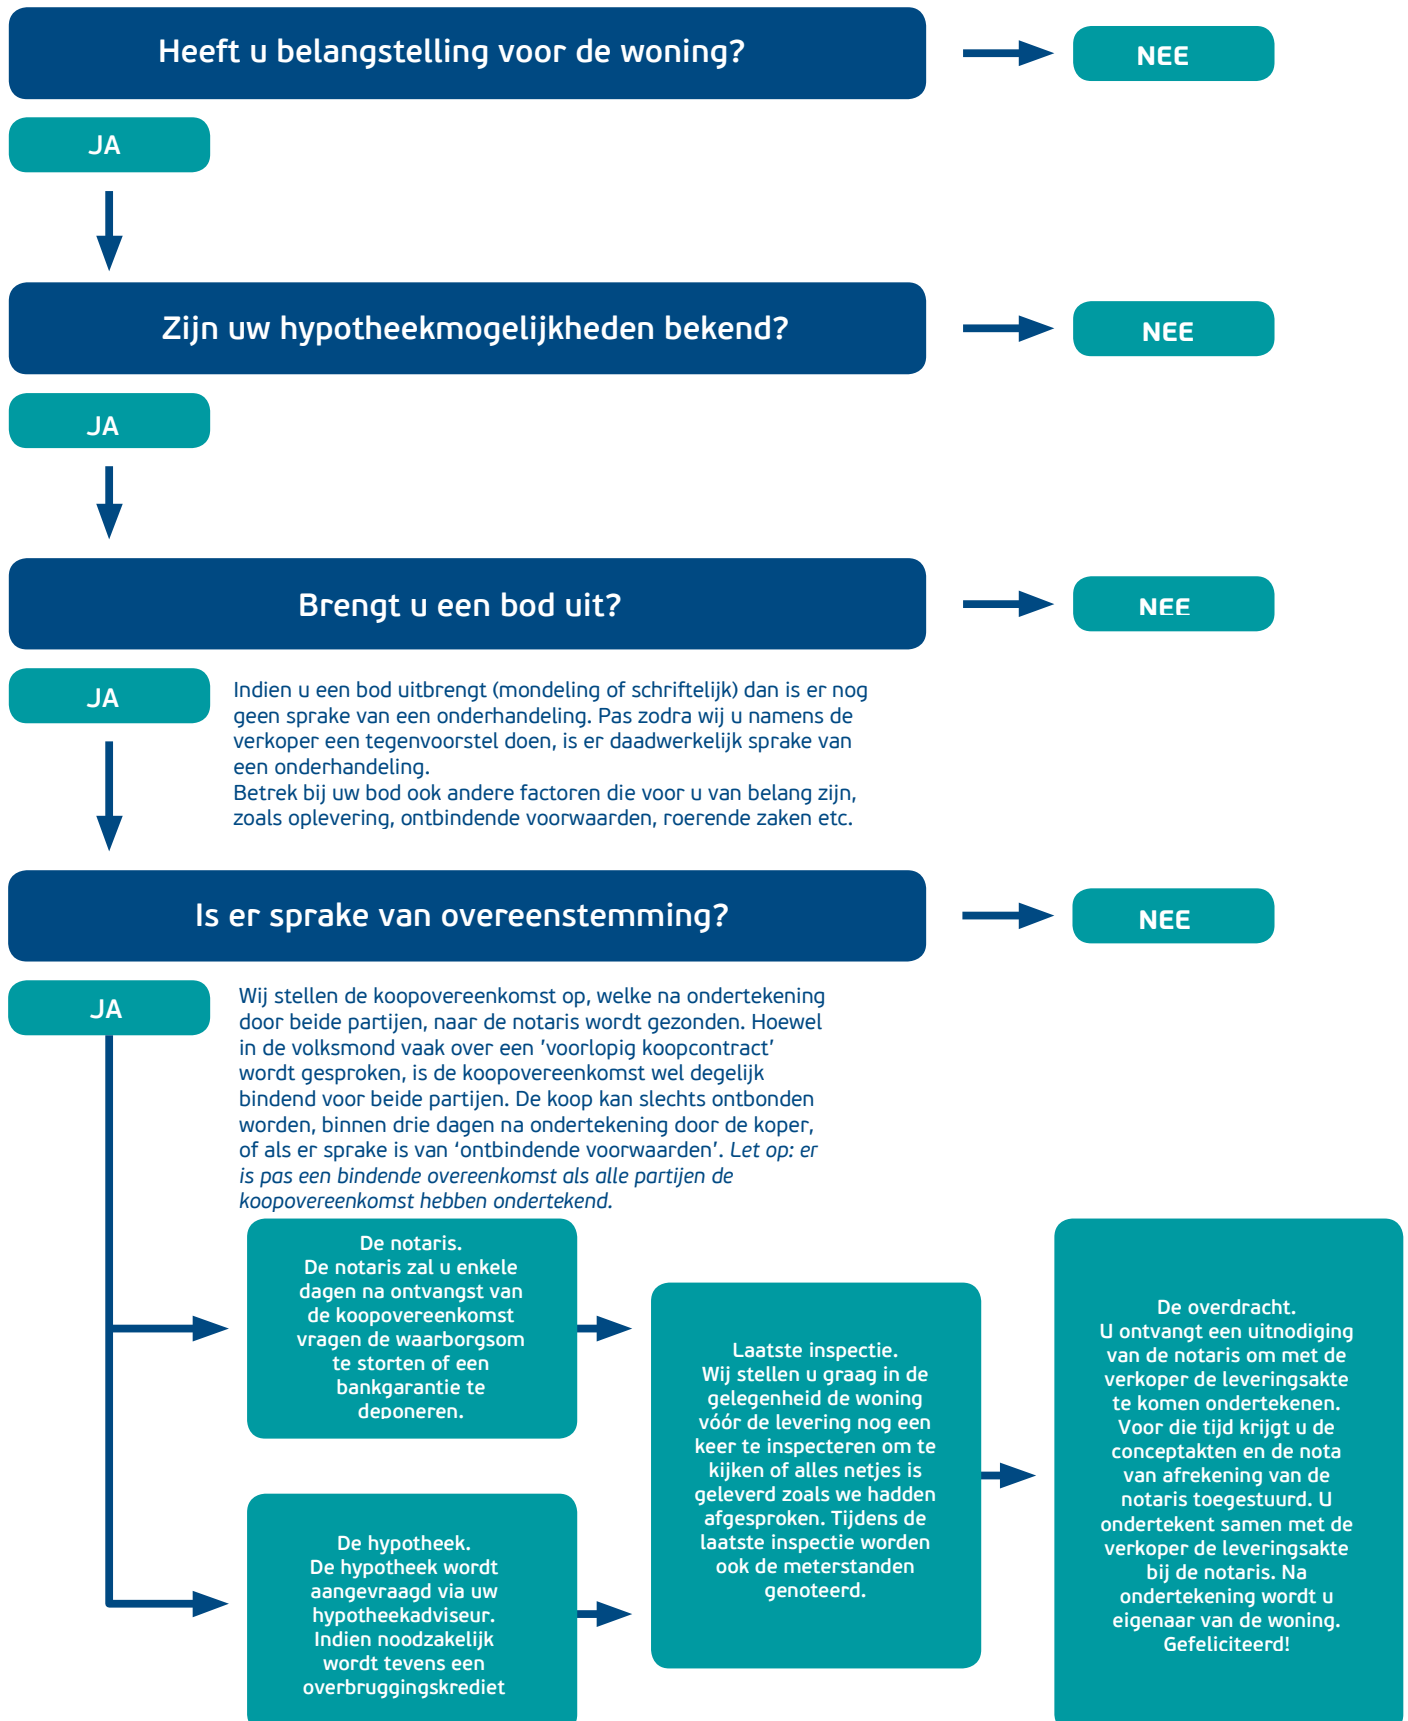 Heeft u belangstelling voor de woning?
NEE
JA
Zijn uw hypotheekmogelijkheden bekend?
NEE
JA
Brengt u een bod uit?
NEE
JA
Indien u een bod uitbrengt (mondeling of schriftelijk) dan is er nog
geen sprake van een onderhandeling. Pas zodra wij u namens de
verkoper een tegenvoorstel doen, is er daadwerkelijk sprake van
een onderhandeling.
Betrek bij uw bod ook andere factoren die voor u van belang zijn,
zoals oplevering, ontbindende voorwaarden, roerende zaken etc.
Is er sprake van overeenstemming?
NEE
JA
Wij stellen de koopovereenkomst op, welke na ondertekening
door beide partijen, naar de notaris wordt gezonden. Hoewel
in de volksmond vaak over een ’voorlopig koopcontract’
wordt gesproken, is de koopovereenkomst wel degelijk
bindend voor beide partijen. De koop kan slechts ontbonden
worden, binnen drie dagen na ondertekening door de koper,
of als er sprake is van ‘ontbindende voorwaarden’. Let op: er
is pas een bindende overeenkomst als alle partijen de
koopovereenkomst hebben ondertekend.
De notaris.
De notaris zal u enkele
dagen na ontvangst van
de koopovereenkomst
vragen de waarborgsom
te storten of een
bankgarantie te
deponeren.
De hypotheek.
De hypotheek wordt
aangevraagd via uw
hypotheekadviseur.
Indien noodzakelijk
wordt tevens een
overbruggingskrediet
Laatste inspectie.
Wij stellen u graag in de
gelegenheid de woning
vóór de levering nog een
keer te inspecteren om te
kijken of alles netjes is
geleverd zoals we hadden
afgesproken. Tijdens de
laatste inspectie worden
ook de meterstanden
genoteerd.
De overdracht.
U ontvangt een uitnodiging
van de notaris om met de
verkoper de leveringsakte
te komen ondertekenen.
Voor die tijd krijgt u de
conceptakten en de nota
van afrekening van de
notaris toegestuurd. U
ondertekent samen met de
verkoper de leveringsakte
bij de notaris. Na
ondertekening wordt u
eigenaar van de woning.
Gefeliciteerd!